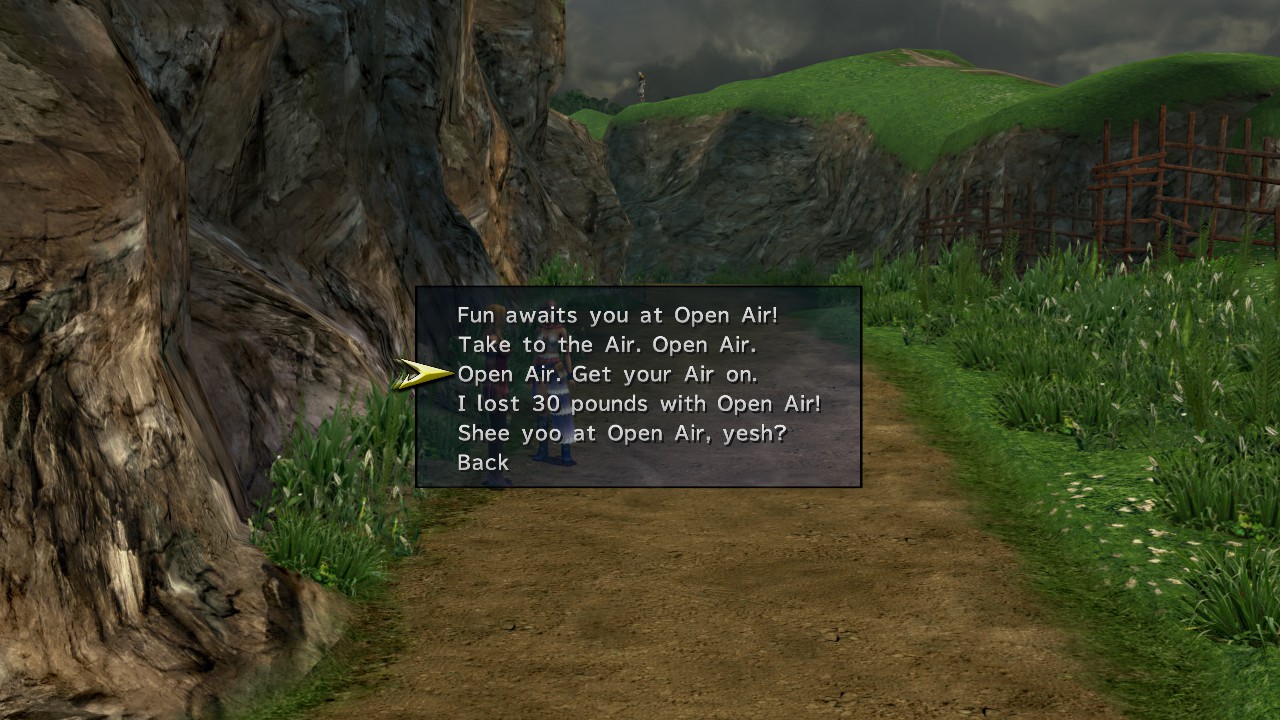 Fun awaits you at Open Air!
Take to the Air. Open Air.
Open Air. Get your Air on.
I lost 30 pounds with Open Air!
Shee yoo at Open Air, yesh?
Back